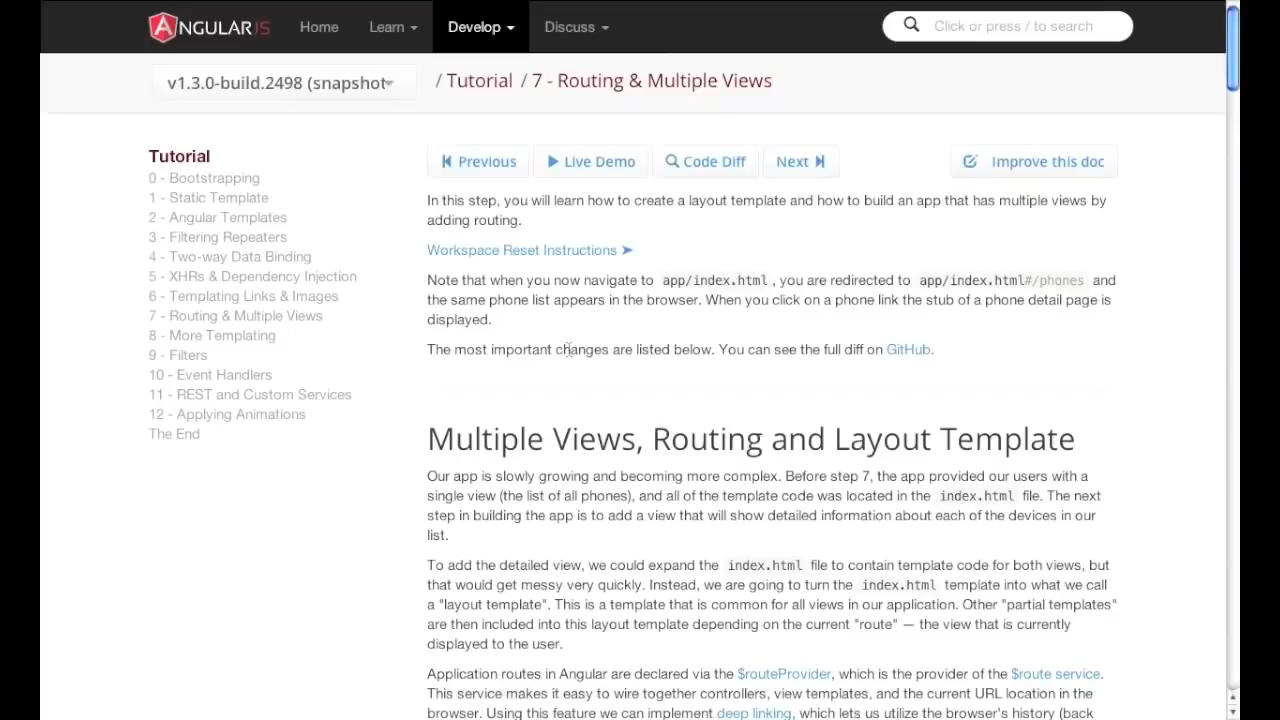 ANGULARJS Home Learn Develop Discuss Click or press / to search
v1.3.0-build.2498 (snapshot / Tutorial / 7 - Routing & Multiple Views
Tutorial
0 - Bootstrapping
1 - Static Template
2 - Angular Templates
3 - Filtering Repeaters
4 - Two-way Data Binding
5 - XHRs & Dependency Injection
6 - Templating Links & Images
7 - Routing & Multiple Views
8 - More Templating
9 - Filters
10 - Event Handlers
11 - REST and Custom Services
12 - Applying Animations
The End
Previous Live Demo Code Diff Next Improve this doc
In this step, you will learn how to create a layout template and how to build an app that has multiple views by
adding routing.
Workspace Reset Instructions ➤
Note that when you now navigate to app/index.html, you are redirected to app/index.html#/phones and
the same phone list appears in the browser. When you click on a phone link the stub of a phone detail page is
displayed.
The most important changes are listed below. You can see the full diff on GitHub.
Multiple Views, Routing and Layout Template
Our app is slowly growing and becoming more complex. Before step 7, the app provided our users with a
single view (the list of all phones), and all of the template code was located in the index.html file. The next
step in building the app is to add a view that will show detailed information about each of the devices in our
list.
To add the detailed view, we could expand the index.html file to contain template code for both views, but
that would get messy very quickly. Instead, we are going to turn the index.html template into what we call
a "layout template". This is a template that is common for all views in our application. Other "partial templates"
are then included into this layout template depending on the current "route" — the view that is currently
displayed to the user.
Application routes in Angular are declared via the $routeProvider, which is the provider of the $route service.
This service makes it easy to wire together controllers, view templates, and the current URL location in the
browser. Using this feature we can implement deep linking, which lets us utilize the browser's history (back